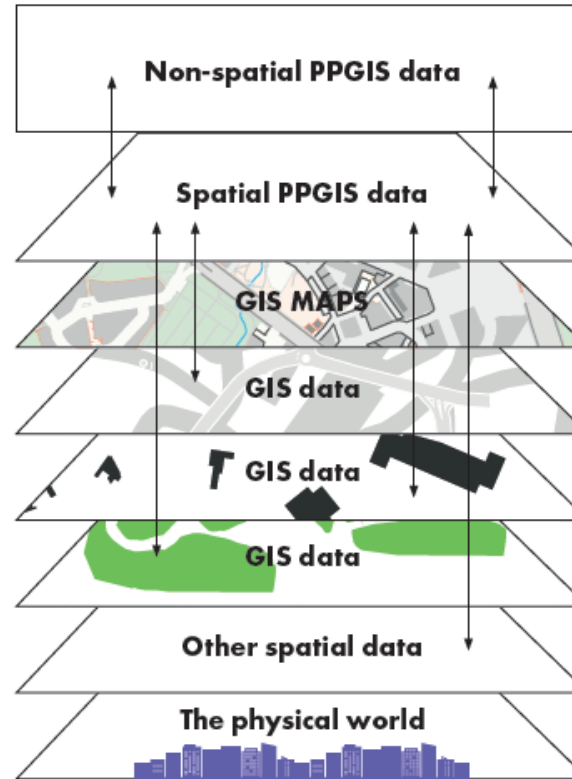 Non-spatial PPGIS data
Spatial PPGIS data
GIS MAPS
GIS data
GIS data
GIS data
Other spatial data
The physical world